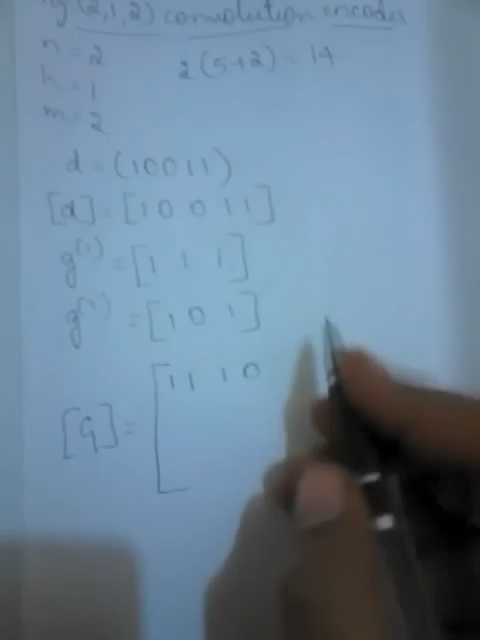 (2,1,2) convolution encoder
n = 2
2(5+2) = 14
k = 1
m = 2
d = (10011)
[d] = [1 0 0 1 1]
g(1) = [1 1 1]
g(2) = [1 0 1]
[G] = [11 10